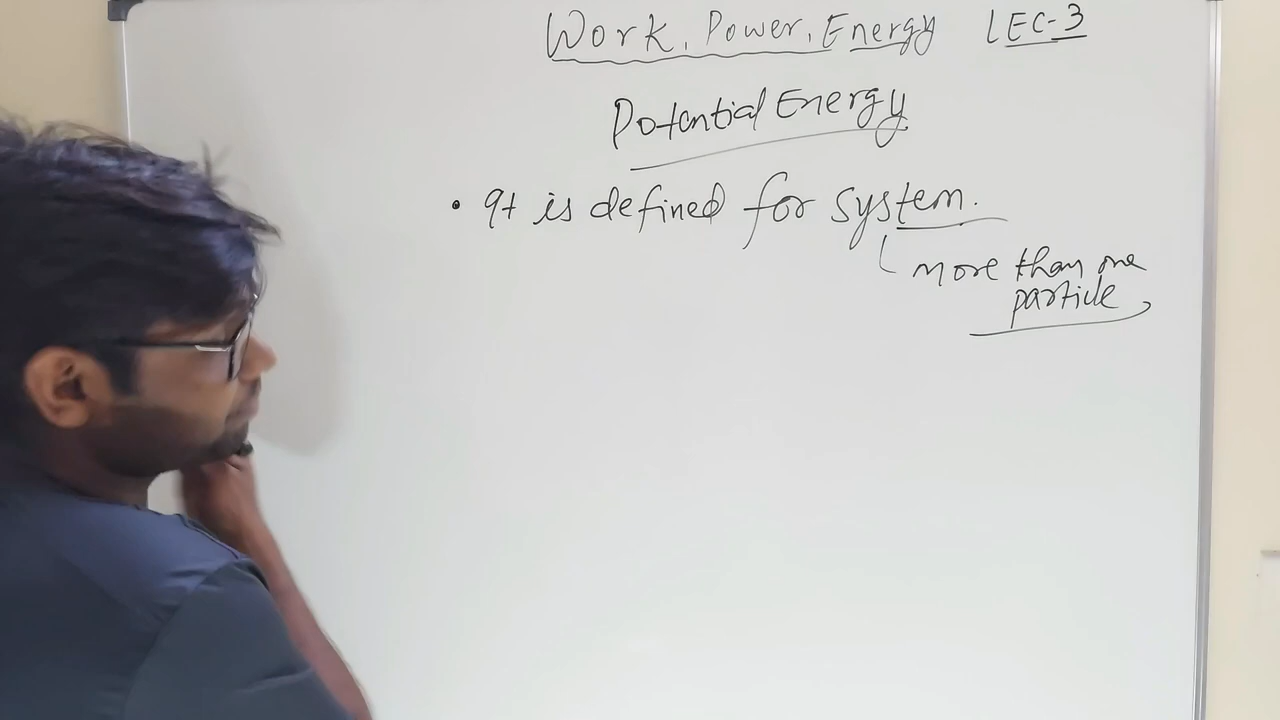 Work, Power, Energy LEC-3
Potential Energy
• It is defined for system.
more than one
particle